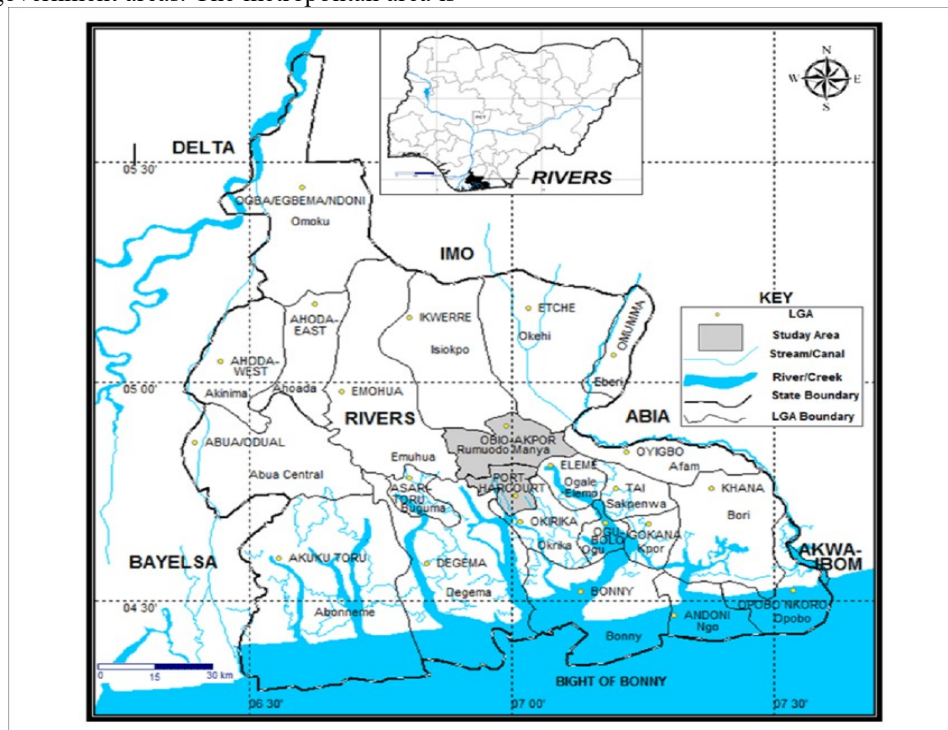 government areas. The metropolitan area is
N
W
E
S
RIVERS
DELTA
05 30'
OGBA/EGBEMA/NDONI
Omoku
IMO
KEY
LGA
Studay Area
Stream/Canal
River/Creek
State Boundary
LGA Boundary
AHODA-
EAST
IKWERRE
Isiokpo
ETCHE
Okehi
OMUMMA
Eberi
AHODA-
WEST
Akinima
Ahoada
05 00'
EMOHUA
RIVERS
ABIA
OBIO-AKPOR
Rumuodo Manya
ABUA/ODUAL
Abua Central
Emuhua
OYIGBO
Afam
ELEME
Ogale
Elemo
ASARI-
TORU
Buguma
PORT-
HARCOURT
TAI
Sakpenwa
KHANA
Bori
OKIRIKA
Okrika
OGU-
BOLO
Ogu
GOKANA
Kpor
AKWA-
IBOM
BAYELSA
AKUKU TORU
Abonneme
DEGEMA
Degema
BONNY
Bonny
04 30'
ANDONI
Ngo
OPOBO NKORO
Opobo
0 15 30 km
BIGHT OF BONNY
06 30'
07 00'
07 30'